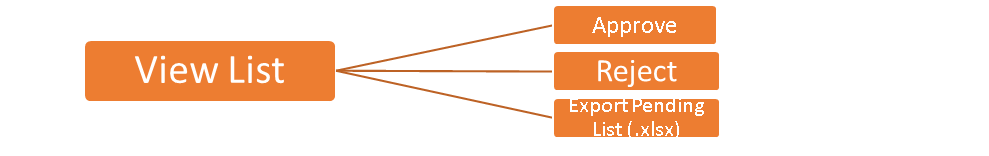 View List
Approve
Reject
Export Pending
List (.xlsx)